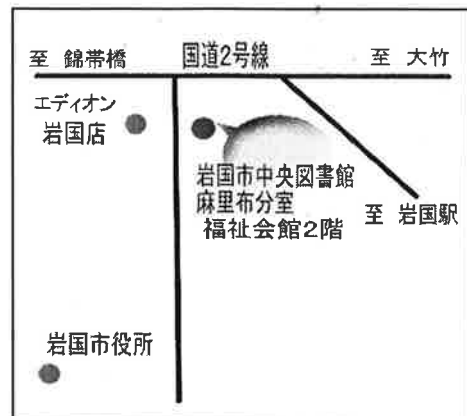 至 錦帯橋
国道2号線
至 大竹
エディオン
岩国店
岩国市中央図書館
麻里布分室
福祉会館2階
至 岩国駅
岩国市役所